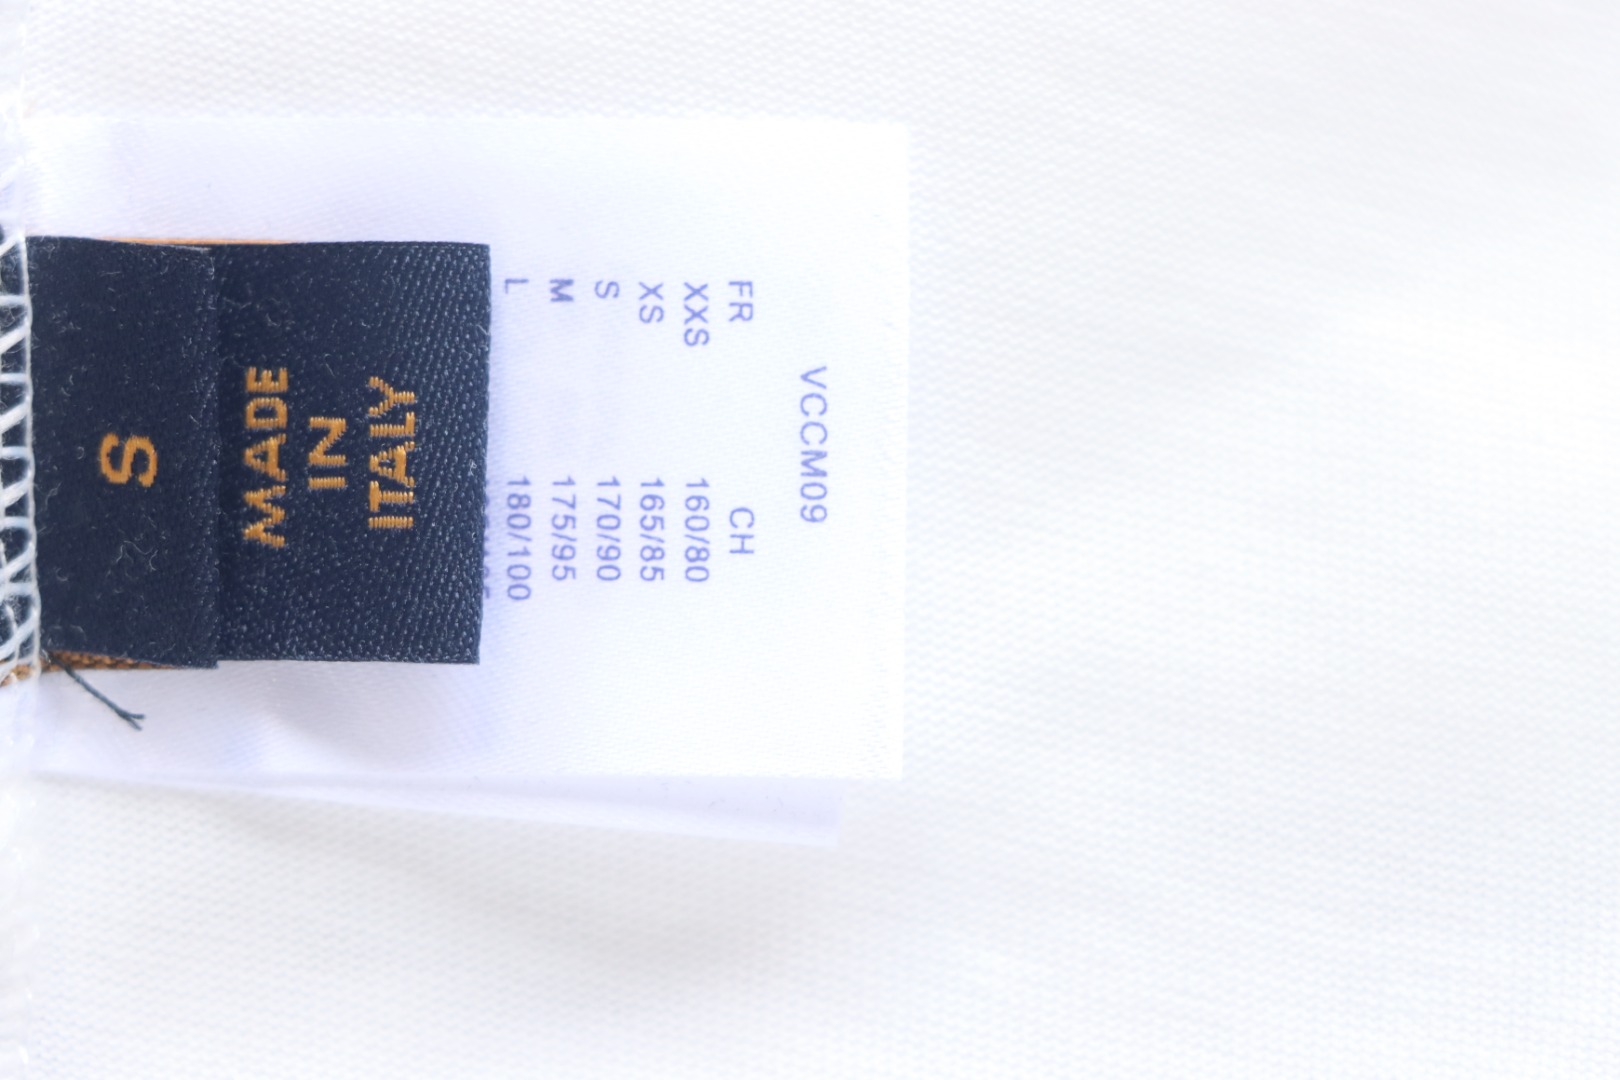 VCCM09
FR CH
XXS 160/80
XS 165/85
S 170/90
M 175/95
L 180/100
MADE
IN
ITALY
S